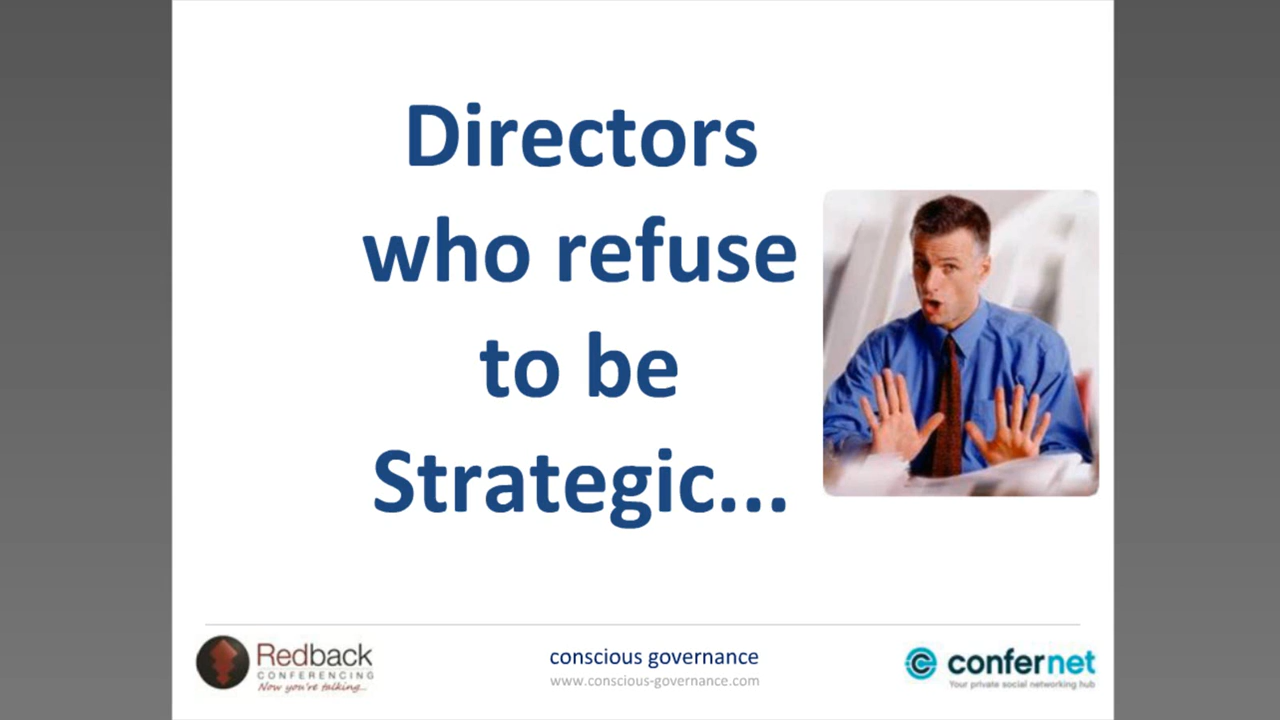 Directors
who refuse
to be
Strategic...
Redback
CONFERENCING
Now you're talking...
conscious governance
www.conscious-governance.com
confernet
Your private social networking hub